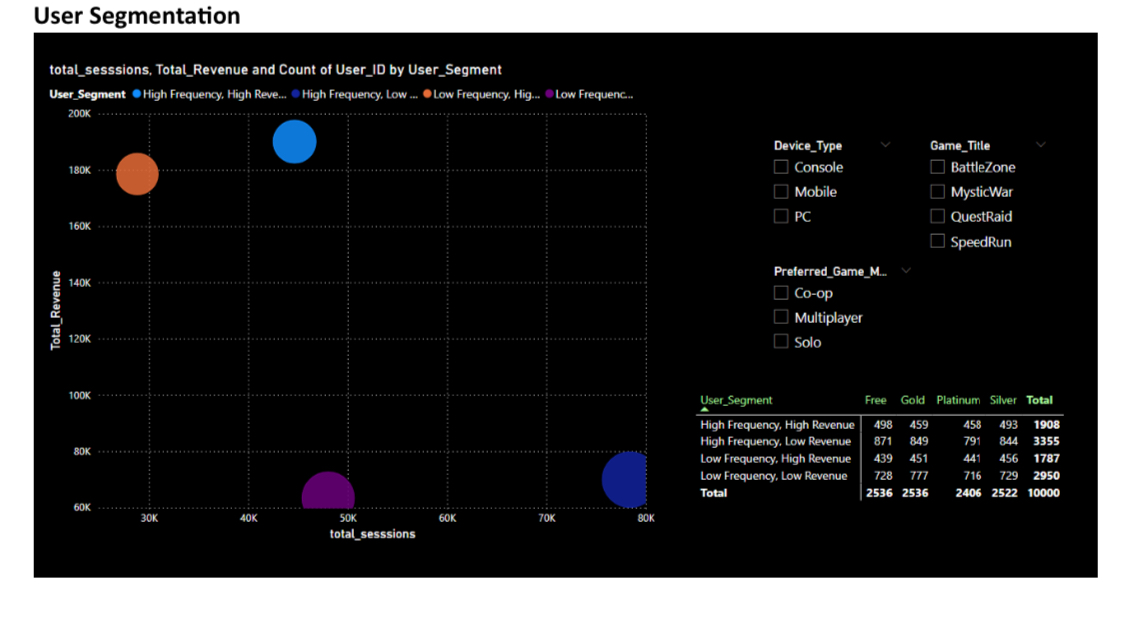 User Segmentation
total_sesssions, Total_Revenue and Count of User_ID by User_Segment
User_Segment High Frequency, High Reve... High Frequency, Low ... Low Frequency, Hig... Low Frequenc...
200K
180K
160K
140K
120K
100K
80K
60K
Total_Revenue
30K 40K 50K 60K 70K 80K
total_sesssions
Device_Type
Console
Mobile
PC
Game_Title
BattleZone
MysticWar
QuestRaid
SpeedRun
Preferred_Game_M...
Co-op
Multiplayer
Solo
User_Segment Free Gold Platinum Silver Total
High Frequency, High Revenue 498 459 458 493 1908
High Frequency, Low Revenue 871 849 791 844 3355
Low Frequency, High Revenue 439 451 441 456 1787
Low Frequency, Low Revenue 728 777 716 729 2950
Total 2536 2536 2406 2522 10000